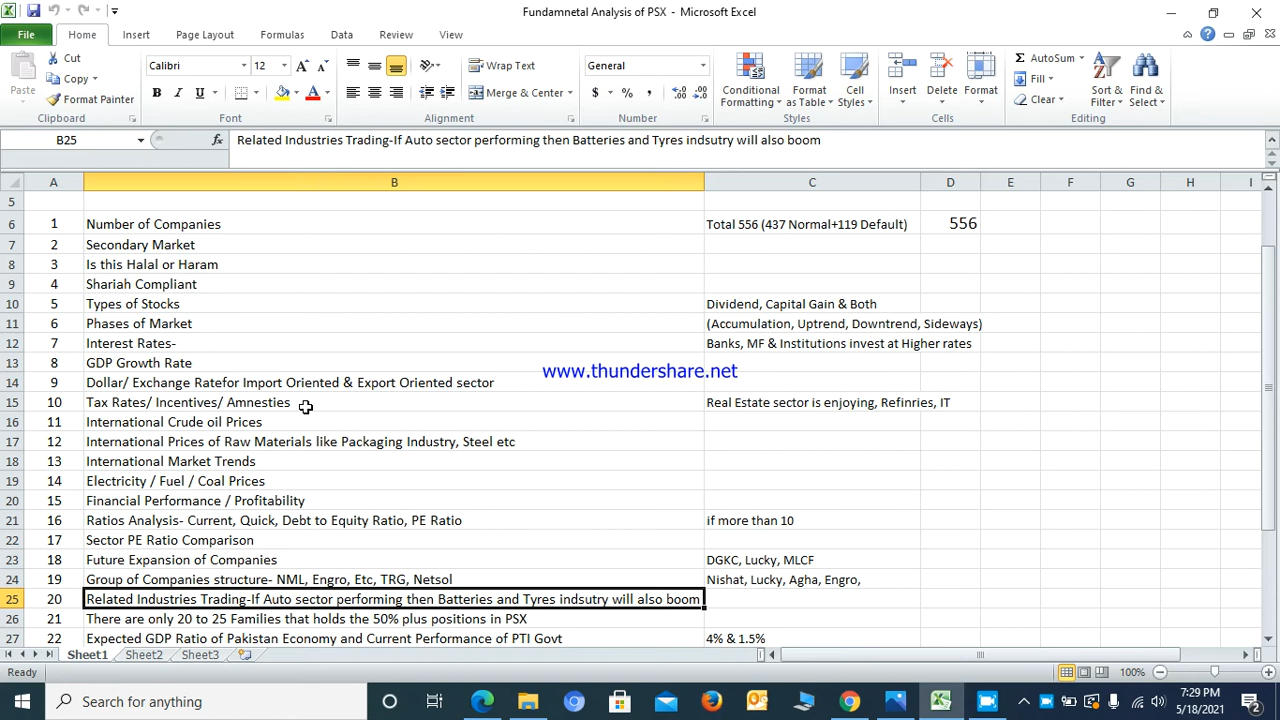 Fundamnetal Analysis of PSX - Microsoft Excel
File Home Insert Page Layout Formulas Data Review View
Cut
Copy
Format Painter
Paste
Clipboard
Calibri 12
B I U A
Font
Wrap Text
Merge & Center
Alignment
General
$ % ,
Number
Conditional Formatting
Format as Table
Cell Styles
Styles
Insert Delete Format
Cells
AutoSum
Fill
Clear
Sort & Filter
Find & Select
Editing
B25 fx Related Industries Trading-If Auto sector performing then Batteries and Tyres indsutry will also boom
A B C D E F G H I
5
6 1 Number of Companies Total 556 (437 Normal+119 Default) 556
7 2 Secondary Market
8 3 Is this Halal or Haram
9 4 Shariah Compliant
10 5 Types of Stocks Dividend, Capital Gain & Both
11 6 Phases of Market (Accumulation, Uptrend, Downtrend, Sideways)
12 7 Interest Rates- Banks, MF & Institutions invest at Higher rates
13 8 GDP Growth Rate
www.thundershare.net
14 9 Dollar/ Exchange Ratefor Import Oriented & Export Oriented sector
15 10 Tax Rates/ Incentives/ Amnesties Real Estate sector is enjoying, Refinries, IT
16 11 International Crude oil Prices
17 12 International Prices of Raw Materials like Packaging Industry, Steel etc
18 13 International Market Trends
19 14 Electricity / Fuel / Coal Prices
20 15 Financial Performance / Profitability
21 16 Ratios Analysis- Current, Quick, Debt to Equity Ratio, PE Ratio if more than 10
22 17 Sector PE Ratio Comparison
23 18 Future Expansion of Companies DGKC, Lucky, MLCF
24 19 Group of Companies structure- NML, Engro, Etc, TRG, Netsol Nishat, Lucky, Agha, Engro,
25 20 Related Industries Trading-If Auto sector performing then Batteries and Tyres indsutry will also boom
26 21 There are only 20 to 25 Families that holds the 50% plus positions in PSX
27 22 Expected GDP Ratio of Pakistan Economy and Current Performance of PTI Govt 4% & 1.5%
Sheet1 Sheet2 Sheet3
Ready 100%
Search for anything
7:29 PM
5/18/2021